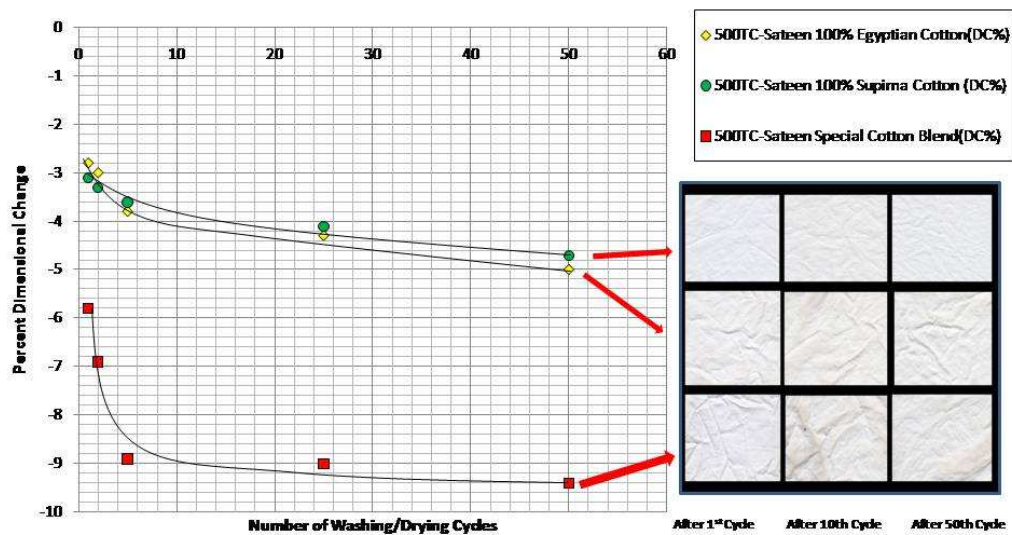 0
0 10 20 30 40 50 60
-1
-2
-3
-4
-5
-6
-7
-8
-9
-10
Percent Dimensional Change
Number of Washing/Drying Cycles
500TC-Sateen 100% Egyptian Cotton(DC%)
500TC-Sateen 100% Supima Cotton (DC%)
500TC-Sateen Special Cotton Blend(DC%)
After 1st Cycle After 10th Cycle After 50th Cycle